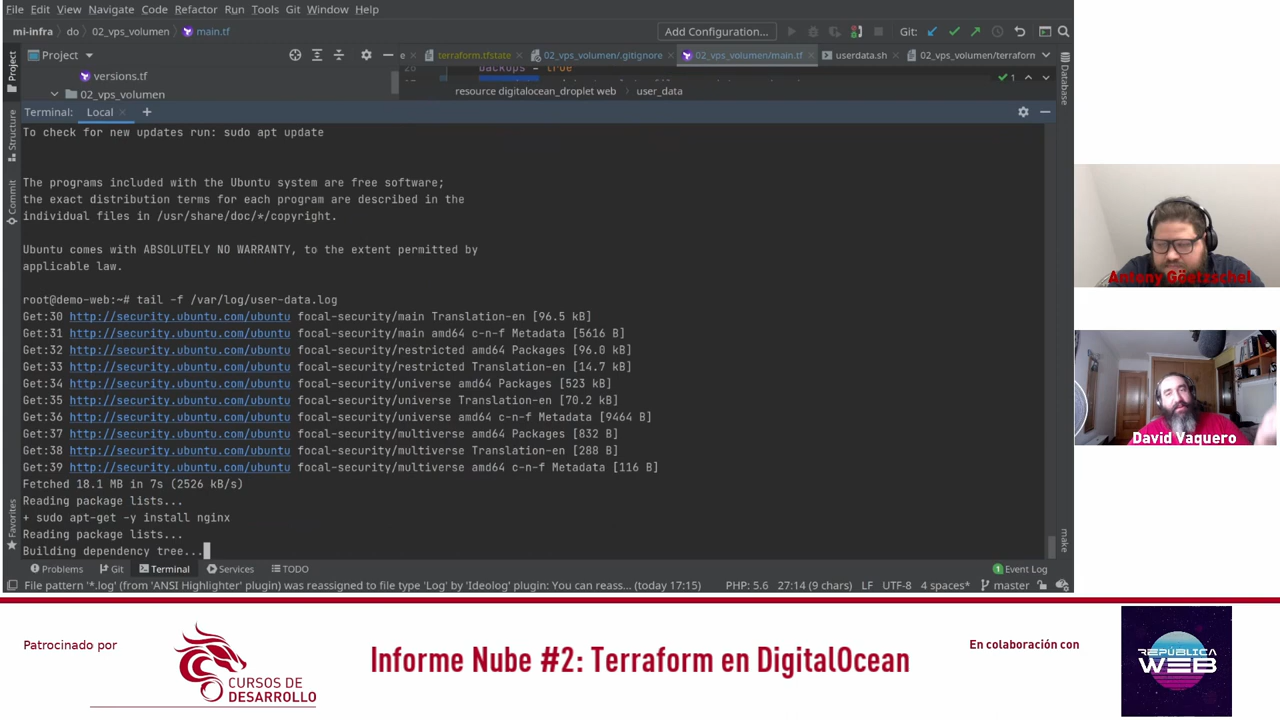 File Edit View Navigate Code Refactor Run Tools Git Window Help
mi-infra do 02_vps_volumen main.tf Add Configuration... Git:
Project e terraform.tfstate 02_vps_volumen/.gitignore 02_vps_volumen/main.tf userdata.sh 02_vps_volumen/terraform
versions.tf
02_vps_volumen
backups = true
1
resource digitalocean_droplet web user_data
Terminal: Local
Project
Structure
Commit
Favorites
Database
make
To check for new updates run: sudo apt update
The programs included with the Ubuntu system are free software;
the exact distribution terms for each program are described in the
individual files in /usr/share/doc/*/copyright.
Ubuntu comes with ABSOLUTELY NO WARRANTY, to the extent permitted by
applicable law.
root@demo-web:~# tail -f /var/log/user-data.log
Get:30 http://security.ubuntu.com/ubuntu focal-security/main Translation-en [96.5 kB]
Get:31 http://security.ubuntu.com/ubuntu focal-security/main amd64 c-n-f Metadata [5616 B]
Get:32 http://security.ubuntu.com/ubuntu focal-security/restricted amd64 Packages [96.0 kB]
Get:33 http://security.ubuntu.com/ubuntu focal-security/restricted Translation-en [14.7 kB]
Get:34 http://security.ubuntu.com/ubuntu focal-security/universe amd64 Packages [523 kB]
Get:35 http://security.ubuntu.com/ubuntu focal-security/universe Translation-en [70.2 kB]
Get:36 http://security.ubuntu.com/ubuntu focal-security/universe amd64 c-n-f Metadata [9464 B]
Get:37 http://security.ubuntu.com/ubuntu focal-security/multiverse amd64 Packages [832 B]
Get:38 http://security.ubuntu.com/ubuntu focal-security/multiverse Translation-en [288 B]
Get:39 http://security.ubuntu.com/ubuntu focal-security/multiverse amd64 c-n-f Metadata [116 B]
Fetched 18.1 MB in 7s (2526 kB/s)
Reading package lists...
+ sudo apt-get -y install nginx
Reading package lists...
Building dependency tree...
Problems Git Terminal Services TODO 1 Event Log
File pattern '*.log' (from 'ANSI Highlighter' plugin) was reassigned to file type 'Log' by 'Ideolog' plugin: You can reass... (today 17:15) PHP: 5.6 27:14 (9 chars) LF UTF-8 4 spaces* master
Antony Göetzschel
David Vaquero
Patrocinado por
CURSOS DE
DESARROLLO
Informe Nube #2: Terraform en DigitalOcean
En colaboración con
REPÚBLICA
WEB